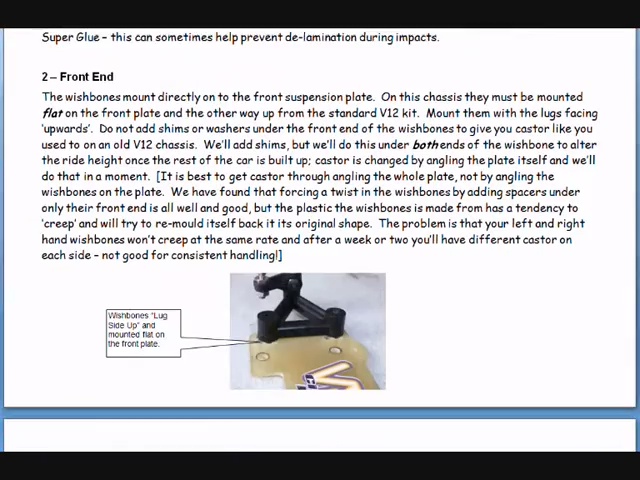 Super Glue – this can sometimes help prevent de-lamination during impacts.
2 – Front End
The wishbones mount directly on to the front suspension plate. On this chassis they must be mounted
flat on the front plate and the other way up from the standard V12 kit. Mount them with the lugs facing
'upwards'. Do not add shims or washers under the front end of the wishbones to give you castor like you
used to on an old V12 chassis. We'll add shims, but we'll do this under both ends of the wishbone to alter
the ride height once the rest of the car is built up; castor is changed by angling the plate itself and we'll
do that in a moment. [It is best to get castor through angling the whole plate, not by angling the
wishbones on the plate. We have found that forcing a twist in the wishbones by adding spacers under
only their front end is all well and good, but the plastic the wishbones is made from has a tendency to
'creep' and will try to re-mould itself back it its original shape. The problem is that your left and right
hand wishbones won't creep at the same rate and after a week or two you'll have different castor on
each side – not good for consistent handling!]
Wishbones "Lug
Side Up" and
mounted flat on
the front plate.